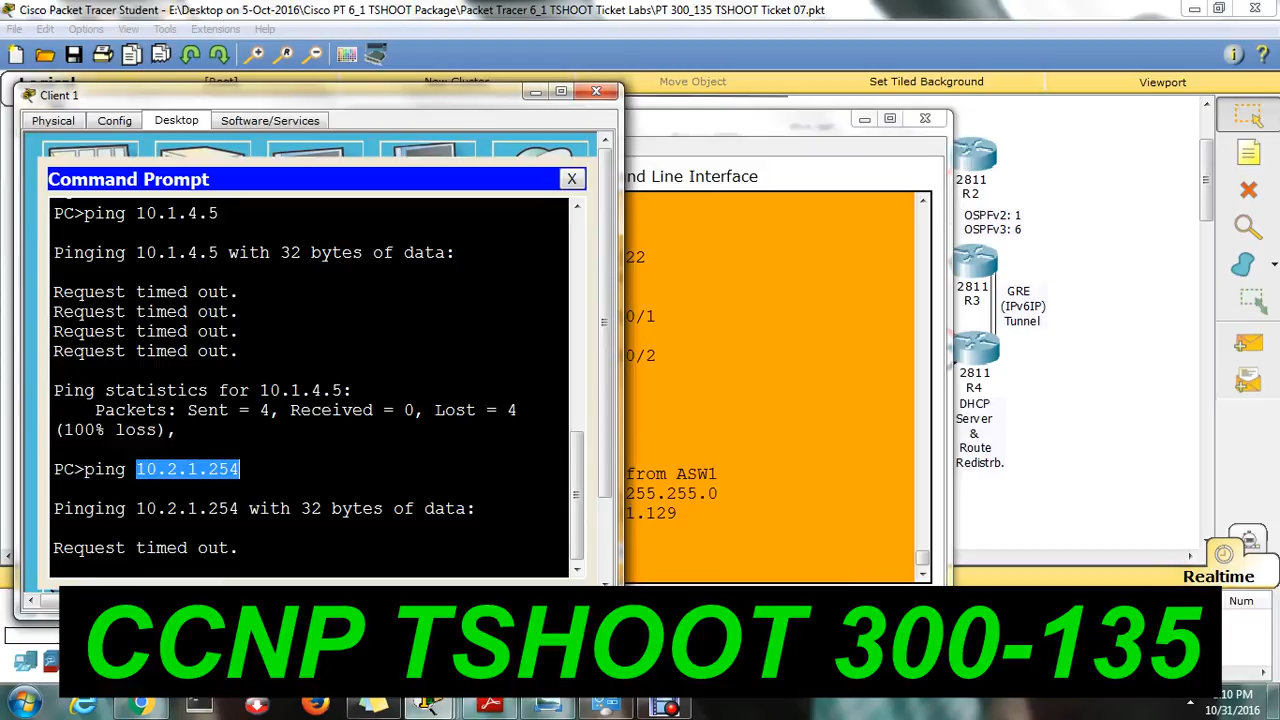 Cisco Packet Tracer Student - E:\Desktop on 5-Oct-2016\Cisco PT 6_1 TSHOOT Package\Packet Tracer 6_1 TSHOOT Ticket Labs\PT 300_135 TSHOOT Ticket 07.pkt
File Edit Options View Tools Extensions Help
New Cluster Move Object Set Tiled Background Viewport
Client 1
Physical Config Desktop Software/Services
Command Prompt X
nd Line Interface
PC>ping 10.1.4.5
Pinging 10.1.4.5 with 32 bytes of data:
Request timed out.
Request timed out.
Request timed out.
Request timed out.
Ping statistics for 10.1.4.5:
Packets: Sent = 4, Received = 0, Lost = 4
(100% loss),
PC>ping 10.2.1.254
Pinging 10.2.1.254 with 32 bytes of data:
Request timed out.
22
0/1
0/2
from ASW1
255.255.0
1.129
2811
R2
OSPFv2: 1
OSPFv3: 6
2811
R3
GRE
(IPv6IP)
Tunnel
2811
R4
DHCP
Server
&
Route
Redistrb.
Realtime
Num
CCNP TSHOOT 300-135
:10 PM
10/31/2016